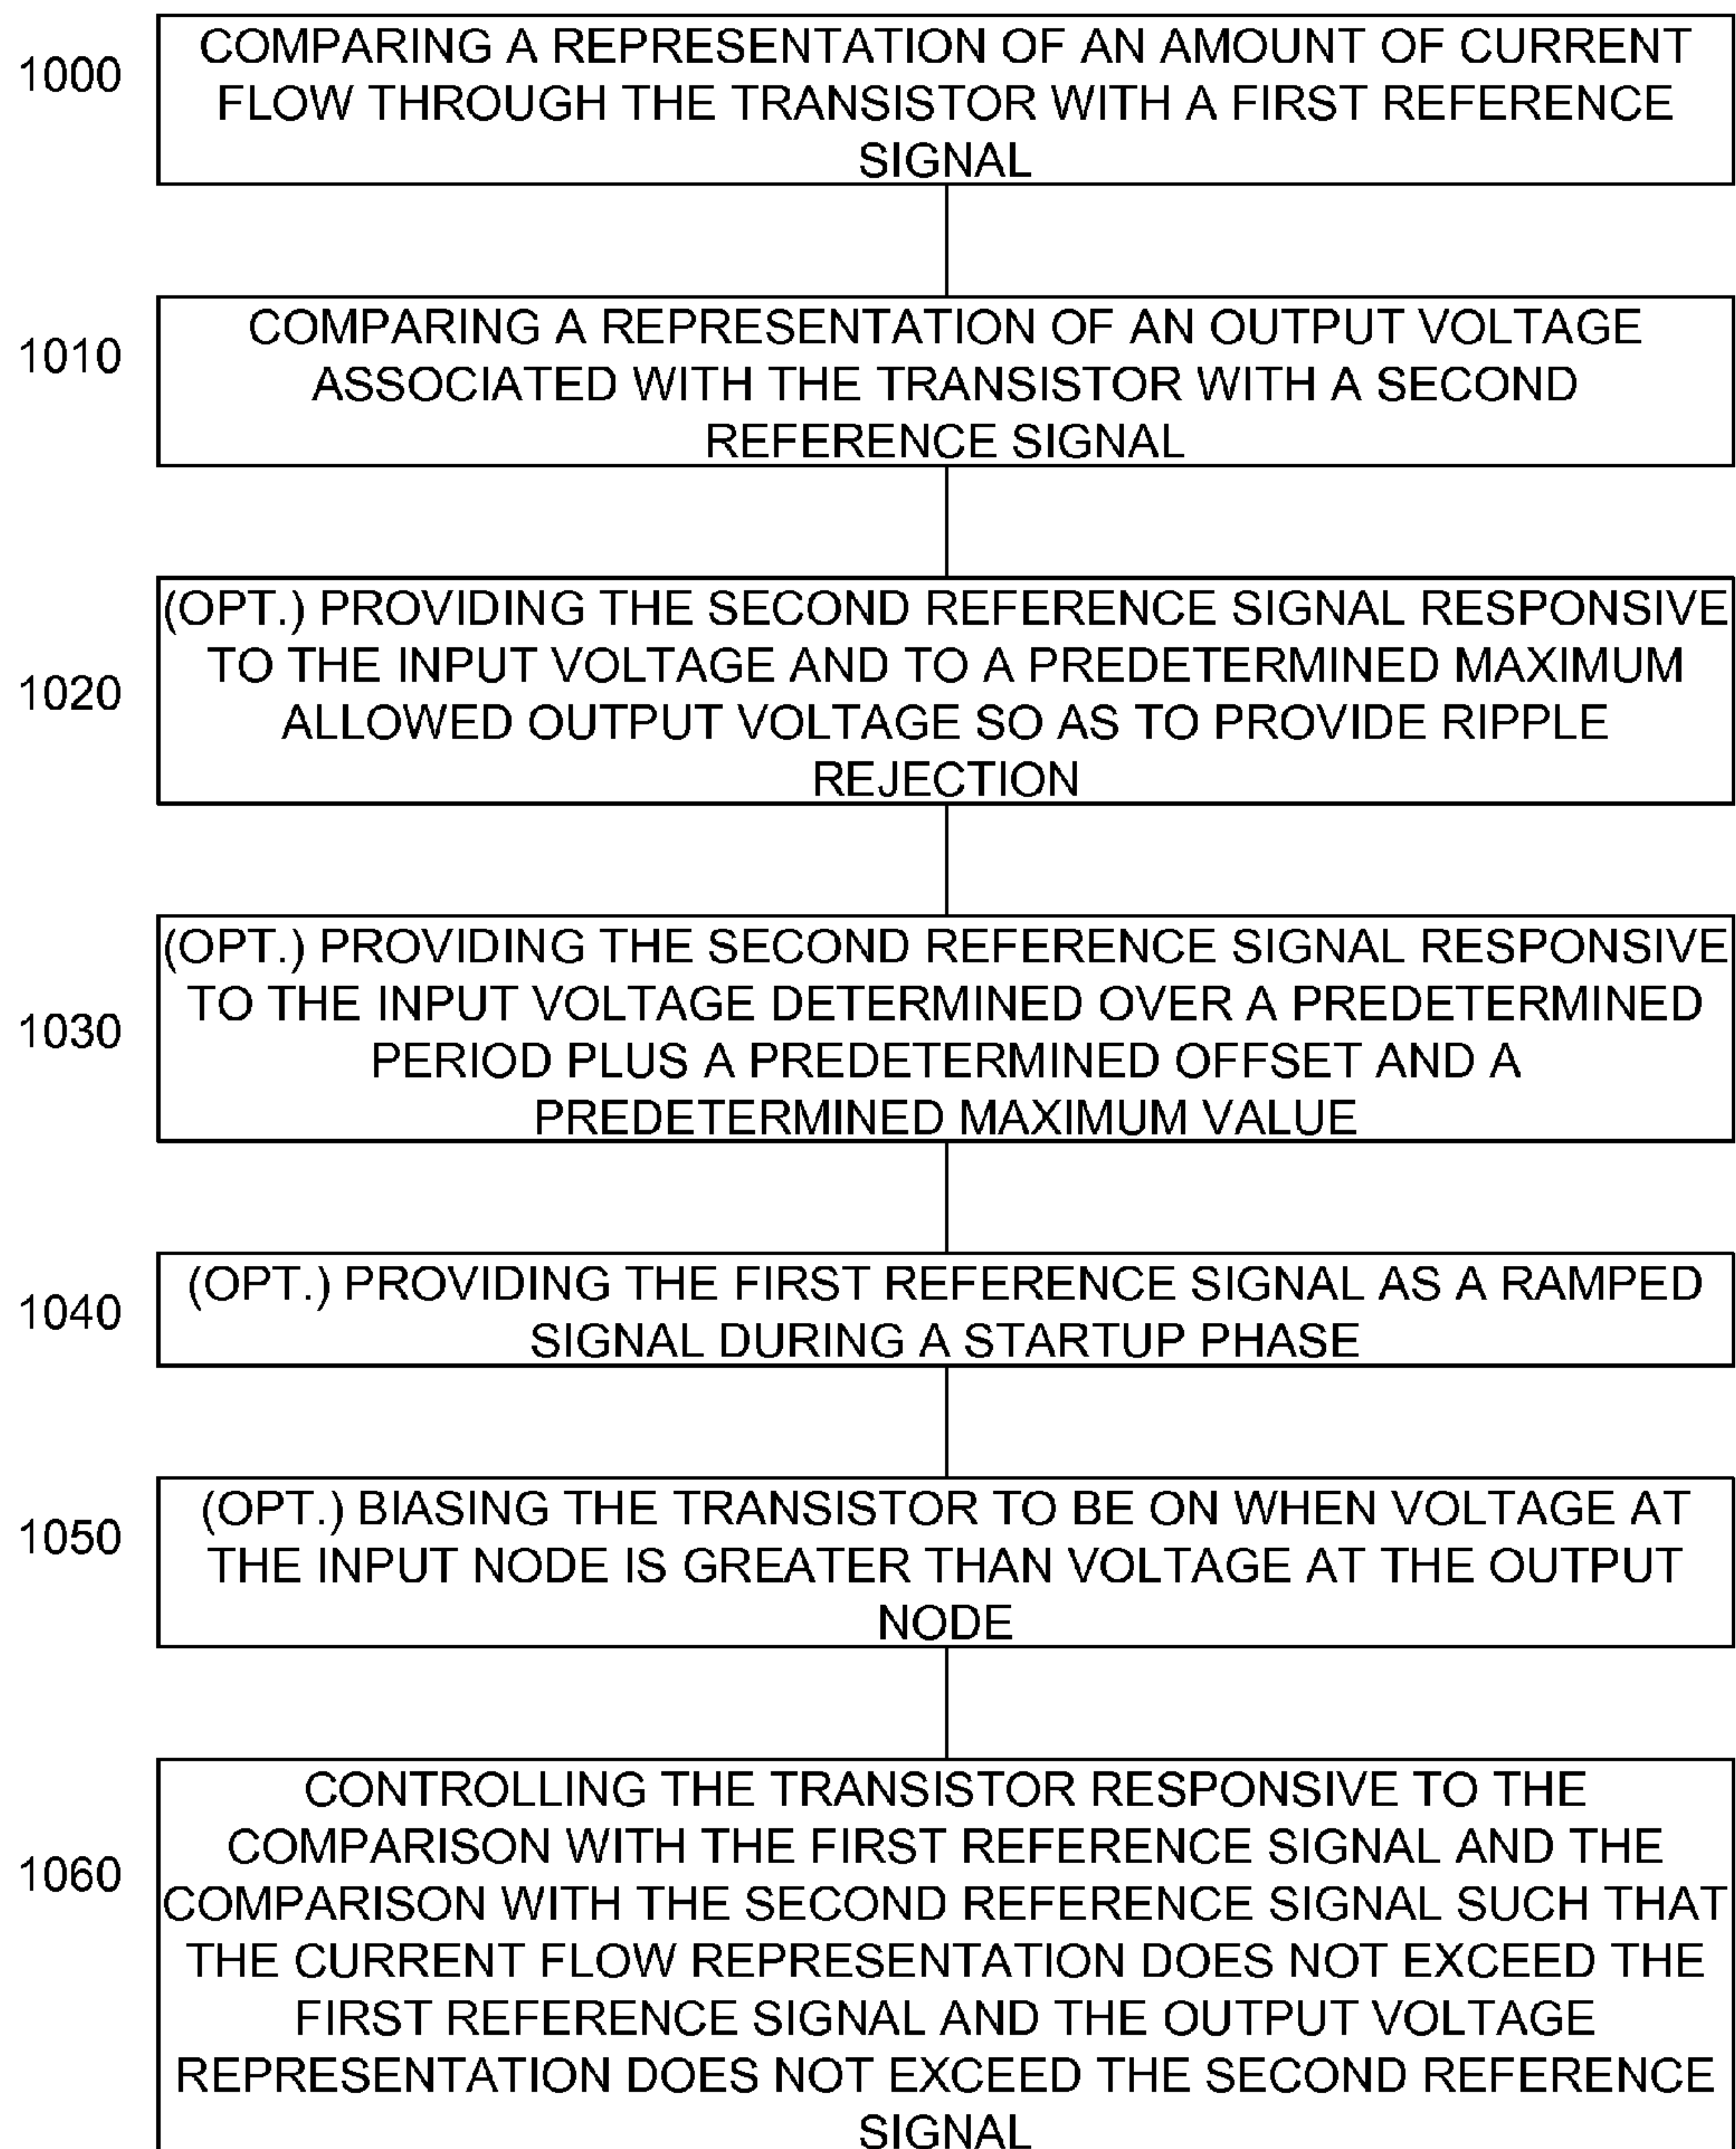 1000
COMPARING A REPRESENTATION OF AN AMOUNT OF CURRENT
FLOW THROUGH THE TRANSISTOR WITH A FIRST REFERENCE
SIGNAL
1010
COMPARING A REPRESENTATION OF AN OUTPUT VOLTAGE
ASSOCIATED WITH THE TRANSISTOR WITH A SECOND
REFERENCE SIGNAL
1020
(OPT.) PROVIDING THE SECOND REFERENCE SIGNAL RESPONSIVE
TO THE INPUT VOLTAGE AND TO A PREDETERMINED MAXIMUM
ALLOWED OUTPUT VOLTAGE SO AS TO PROVIDE RIPPLE
REJECTION
1030
(OPT.) PROVIDING THE SECOND REFERENCE SIGNAL RESPONSIVE
TO THE INPUT VOLTAGE DETERMINED OVER A PREDETERMINED
PERIOD PLUS A PREDETERMINED OFFSET AND A
PREDETERMINED MAXIMUM VALUE
1040
(OPT.) PROVIDING THE FIRST REFERENCE SIGNAL AS A RAMPED
SIGNAL DURING A STARTUP PHASE
1050
(OPT.) BIASING THE TRANSISTOR TO BE ON WHEN VOLTAGE AT
THE INPUT NODE IS GREATER THAN VOLTAGE AT THE OUTPUT
NODE
1060
CONTROLLING THE TRANSISTOR RESPONSIVE TO THE
COMPARISON WITH THE FIRST REFERENCE SIGNAL AND THE
COMPARISON WITH THE SECOND REFERENCE SIGNAL SUCH THAT
THE CURRENT FLOW REPRESENTATION DOES NOT EXCEED THE
FIRST REFERENCE SIGNAL AND THE OUTPUT VOLTAGE
REPRESENTATION DOES NOT EXCEED THE SECOND REFERENCE
SIGNAL